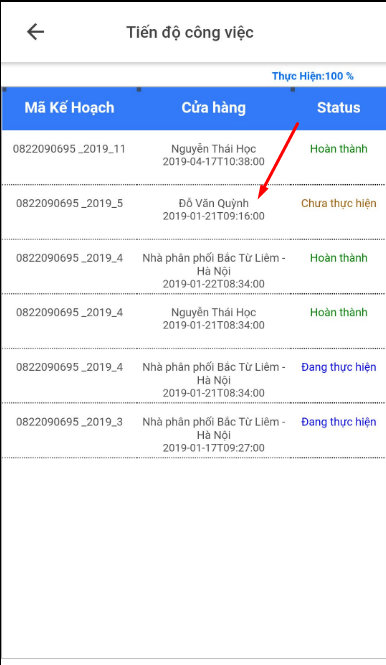 Tiến độ công việc
Thực Hiện:100 %
Mã Kế Hoạch Cửa hàng Status
0822090695 _2019_11 Nguyễn Thái Học Hoàn thành
2019-04-17T10:38:00
0822090695 _2019_5 Đỗ Văn Quỳnh Chưa thực hiện
2019-01-21T09:16:00
0822090695 _2019_4 Nhà phân phối Bắc Từ Liêm - Hoàn thành
Hà Nội
2019-01-22T08:34:00
0822090695 _2019_4 Nguyễn Thái Học Hoàn thành
2019-01-21T08:34:00
0822090695 _2019_4 Nhà phân phối Bắc Từ Liêm - Đang thực hiện
Hà Nội
2019-01-21T08:34:00
0822090695 _2019_3 Nhà phân phối Bắc Từ Liêm - Đang thực hiện
Hà Nội
2019-01-17T09:27:00